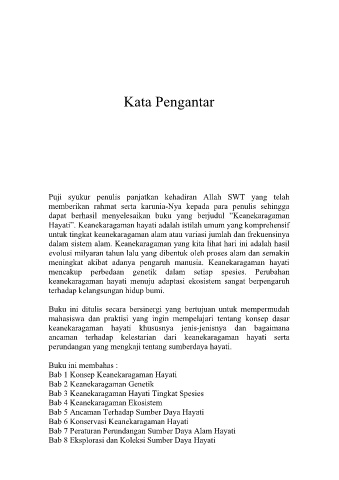 Kata Pengantar
Puji syukur penulis panjatkan kehadiran Allah SWT yang telah
memberikan rahmat serta karunia-Nya kepada para penulis sehingga
dapat berhasil menyelesaikan buku yang berjudul "Keanekaragaman
Hayati". Keanekaragaman hayati adalah istilah umum yang komprehensif
untuk tingkat keanekaragaman alam atau variasi jumlah dan frekuensinya
dalam sistem alam. Keanekaragaman yang kita lihat hari ini adalah hasil
evolusi milyaran tahun lalu yang dibentuk oleh proses alam dan semakin
meningkat akibat adanya pengaruh manusia. Keanekaragaman hayati
mencakup perbedaan genetik dalam setiap spesies. Perubahan
keanekaragaman hayati menuju adaptasi ekosistem sangat berpengaruh
terhadap kelangsungan hidup bumi.
Buku ini ditulis secara bersinergi yang bertujuan untuk mempermudah
mahasiswa dan praktisi yang ingin mempelajari tentang konsep dasar
keanekaragaman hayati khususnya jenis-jenisnya dan bagaimana
ancaman terhadap kelestarian dari keanekaragaman hayati serta
perundangan yang mengkaji tentang sumberdaya hayati.
Buku ini membahas :
Bab 1 Konsep Keanekaragaman Hayati
Bab 2 Keanekaragaman Genetik
Bab 3 Keanekaragaman Hayati Tingkat Spesies
Bab 4 Keanekaragaman Ekosistem
Bab 5 Ancaman Terhadap Sumber Daya Hayati
Bab 6 Konservasi Keanekaragaman Hayati
Bab 7 Peraturan Perundangan Sumber Daya Alam Hayati
Bab 8 Eksplorasi dan Koleksi Sumber Daya Hayati